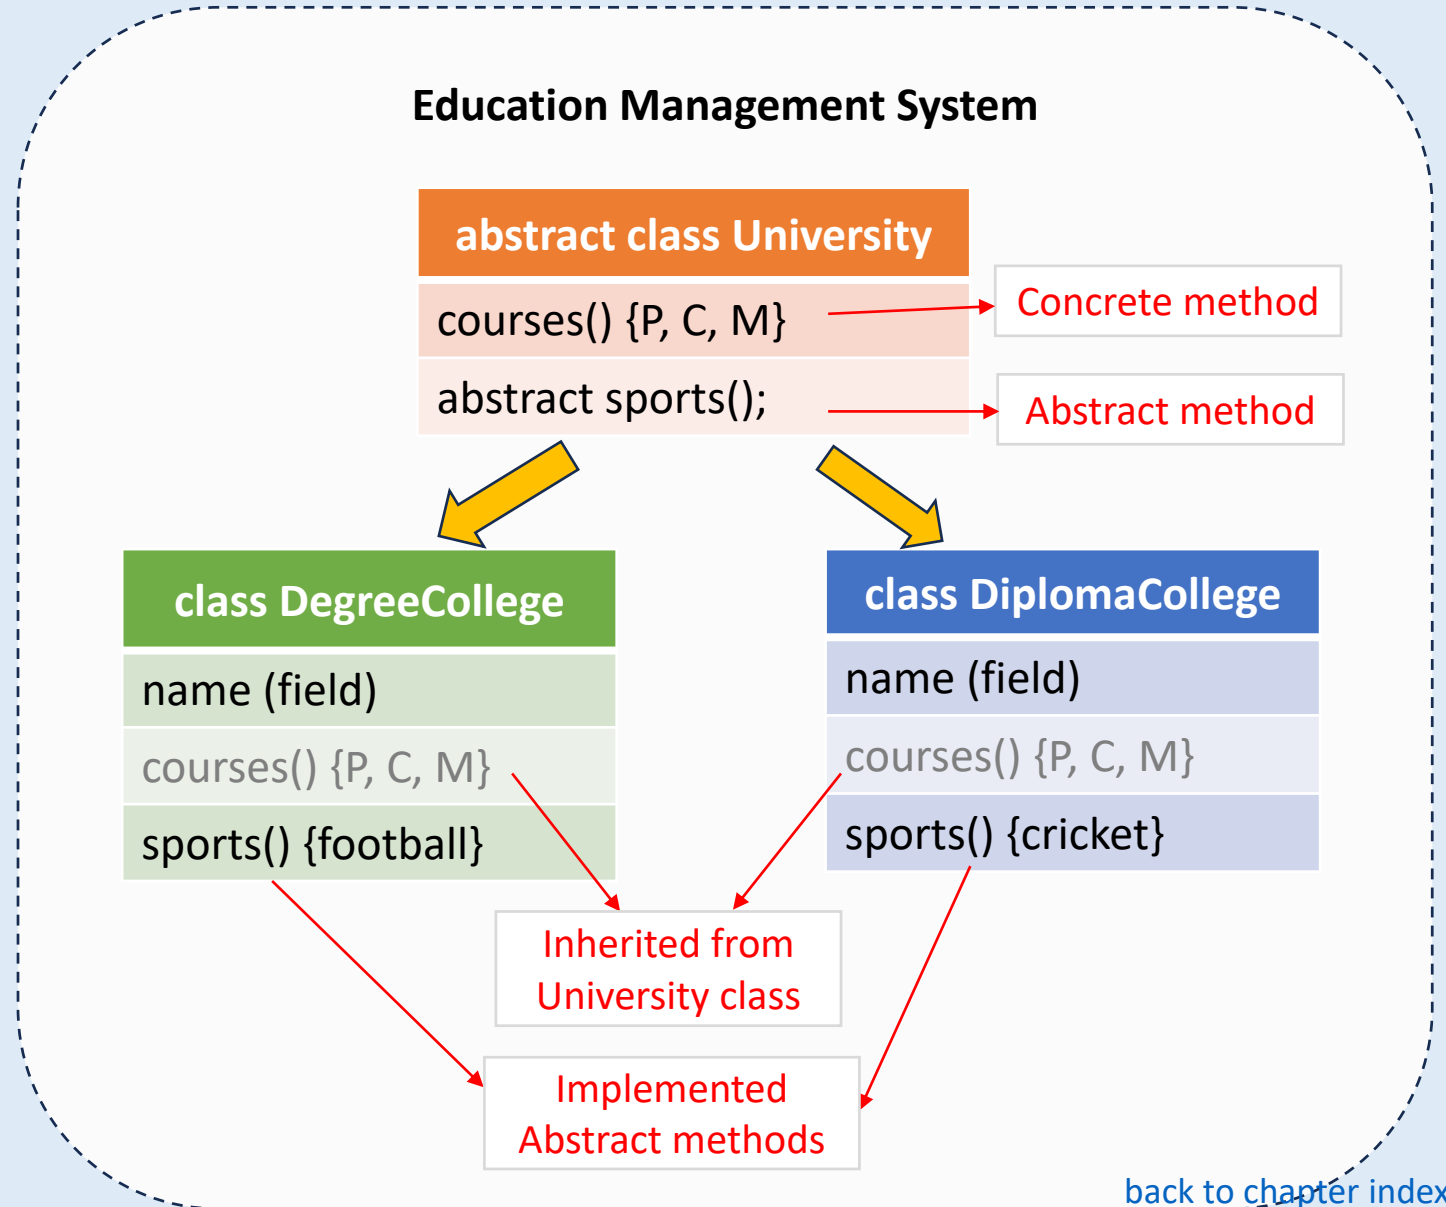 Education Management System
abstract class University
courses() {P, C, M}
Concrete method
abstract sports();
Abstract method
class DegreeCollege
name (field)
courses() {P, C, M}
sports() {football}
class DiplomaCollege
name (field)
courses() {P, C, M}
sports() {cricket}
Inherited from
University class
Implemented
Abstract methods
back to chapter index